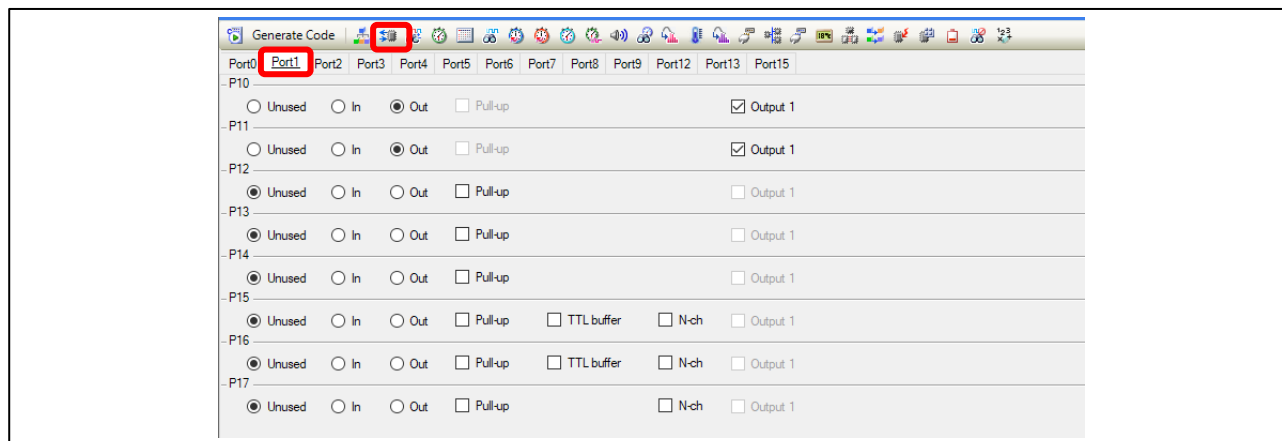 Generate Code
Port0 Port1 Port2 Port3 Port4 Port5 Port6 Port7 Port8 Port9 Port12 Port13 Port15
P10
Unused In Out Pull-up Output 1
P11
Unused In Out Pull-up Output 1
P12
Unused In Out Pull-up Output 1
P13
Unused In Out Pull-up Output 1
P14
Unused In Out Pull-up Output 1
P15
Unused In Out Pull-up TTL buffer N-ch Output 1
P16
Unused In Out Pull-up TTL buffer N-ch Output 1
P17
Unused In Out Pull-up N-ch Output 1